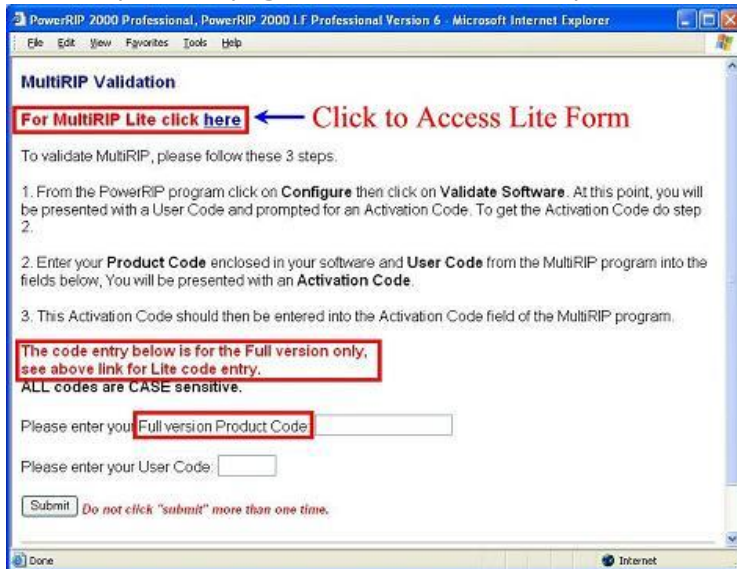 PowerRIP 2000 Professional, PowerRIP 2000 LF Professional Version 6 - Microsoft Internet Explorer
File Edit View Favorites Tools Help
MultiRIP Validation
For MultiRIP Lite click here Click to Access Lite Form
To validate MultiRIP, please follow these 3 steps.
1. From the PowerRIP program click on Configure then click on Validate Software. At this point, you will
be presented with a User Code and prompted for an Activation Code. To get the Activation Code do step
2.
2. Enter your Product Code enclosed in your software and User Code from the MultiRIP program into the
fields below, You will be presented with an Activation Code.
3. This Activation Code should then be entered into the Activation Code field of the MultiRIP program.
The code entry below is for the Full version only,
see above link for Lite code entry.
ALL codes are CASE sensitive.
Please enter your Full version Product Code:
Please enter your User Code:
Submit Do not click "submit" more than one time.
Done Internet